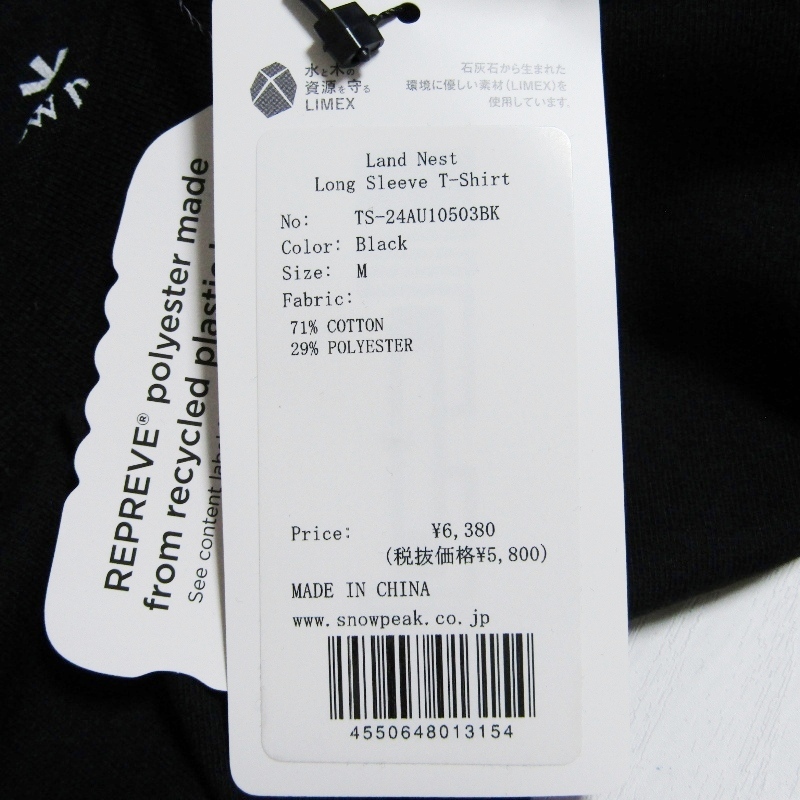 水と木の
資源を守る
LIMEX
石灰石から生まれた
環境に優しい素材(LIMEX)を
使用しています。
Land Nest
Long Sleeve T-Shirt
No: TS-24AU10503BK
Color: Black
Size: M
Fabric:
71% COTTON
29% POLYESTER
Price: ¥6,380
(税抜価格¥5,800)
MADE IN CHINA
www.snowpeak.co.jp
4550648013154
REPREVE® polyester made
from recycled plastic
See content label